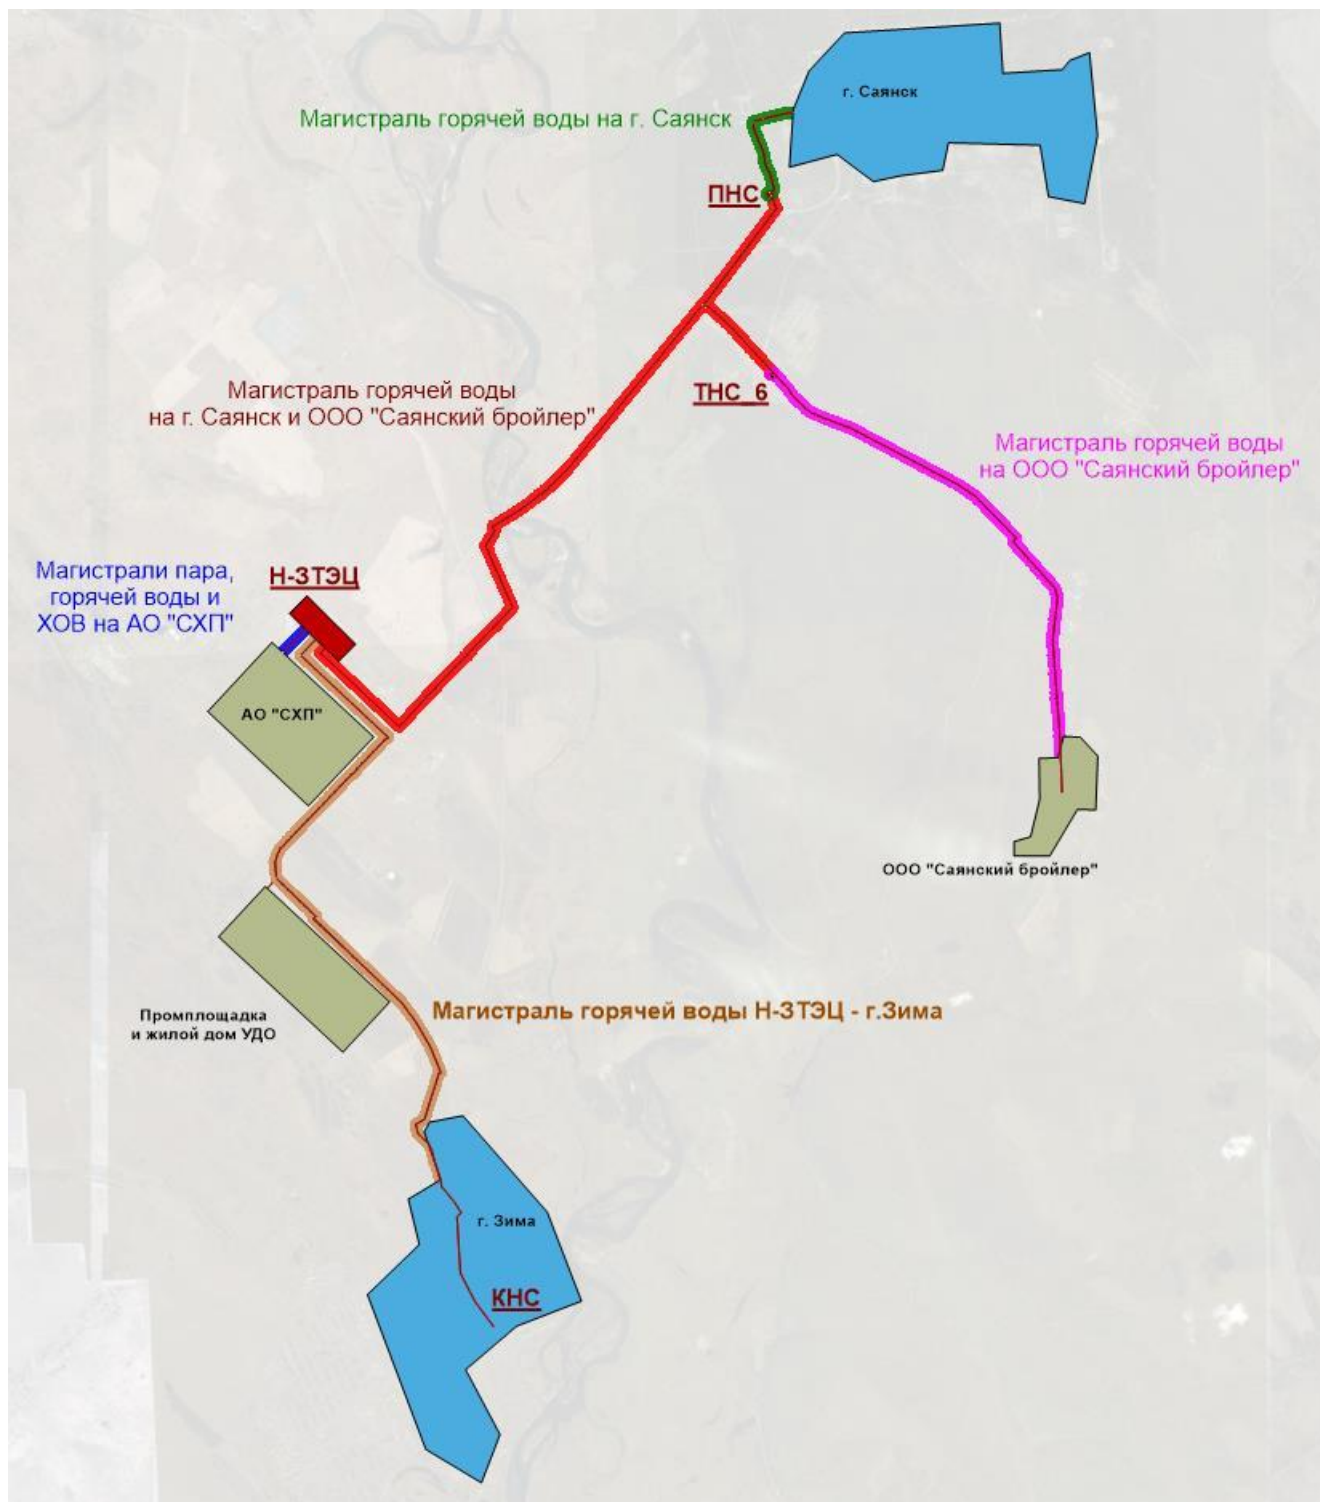 г. Саянск
Магистраль горячей воды на г. Саянск
ПНС
Магистраль горячей воды
на г. Саянск и ООО "Саянский бройлер"
ТНС_6
Магистраль горячей воды
на ООО "Саянский бройлер"
Магистрали пара,
горячей воды и
ХОВ на АО "СХП"
Н-ЗТЭЦ
АО "СХП"
ООО "Саянский бройлер"
Промплощадка
и жилой дом УДО
Магистраль горячей воды Н-ЗТЭЦ - г.Зима
г. Зима
КНС